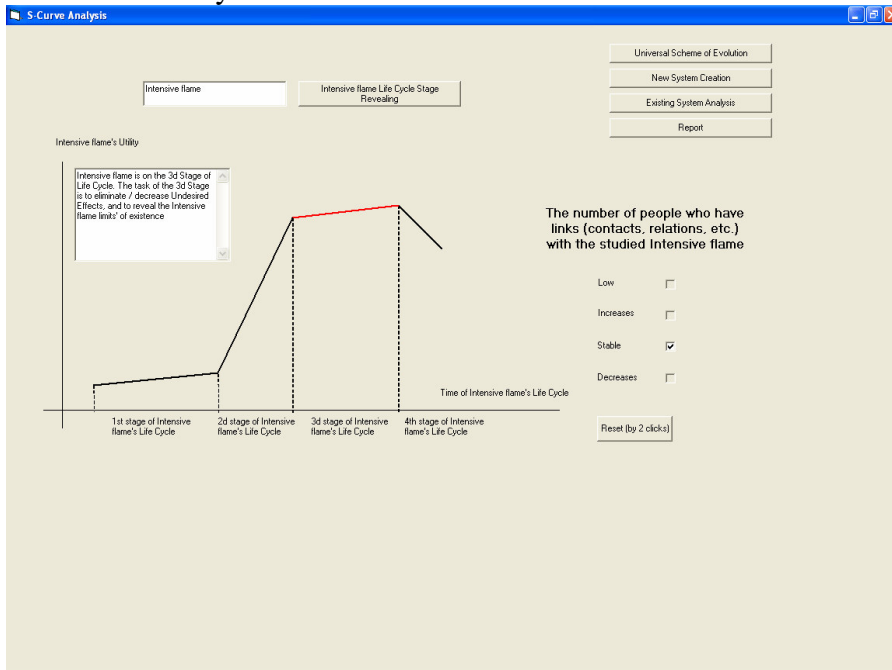 S-Curve Analysis
Universal Scheme of Evolution
New System Creation
Existing System Analysis
Report
Intensive flame
Intensive flame Life Cycle Stage
Revealing
Intensive flame's Utility
Intensive flame is on the 3d Stage of
Life Cycle. The task of the 3d Stage
is to eliminate / decrease Undesired
Effects, and to reveal the Intensive
flame limits' of existence
The number of people who have
links (contacts, relations, etc.)
with the studied Intensive flame
Low
Increases
Stable
Decreases
Time of Intensive flame's Life Cycle
1st stage of Intensive
flame's Life Cycle
2d stage of Intensive
flame's Life Cycle
3d stage of Intensive
flame's Life Cycle
4th stage of Intensive
flame's Life Cycle
Reset (by 2 clicks)